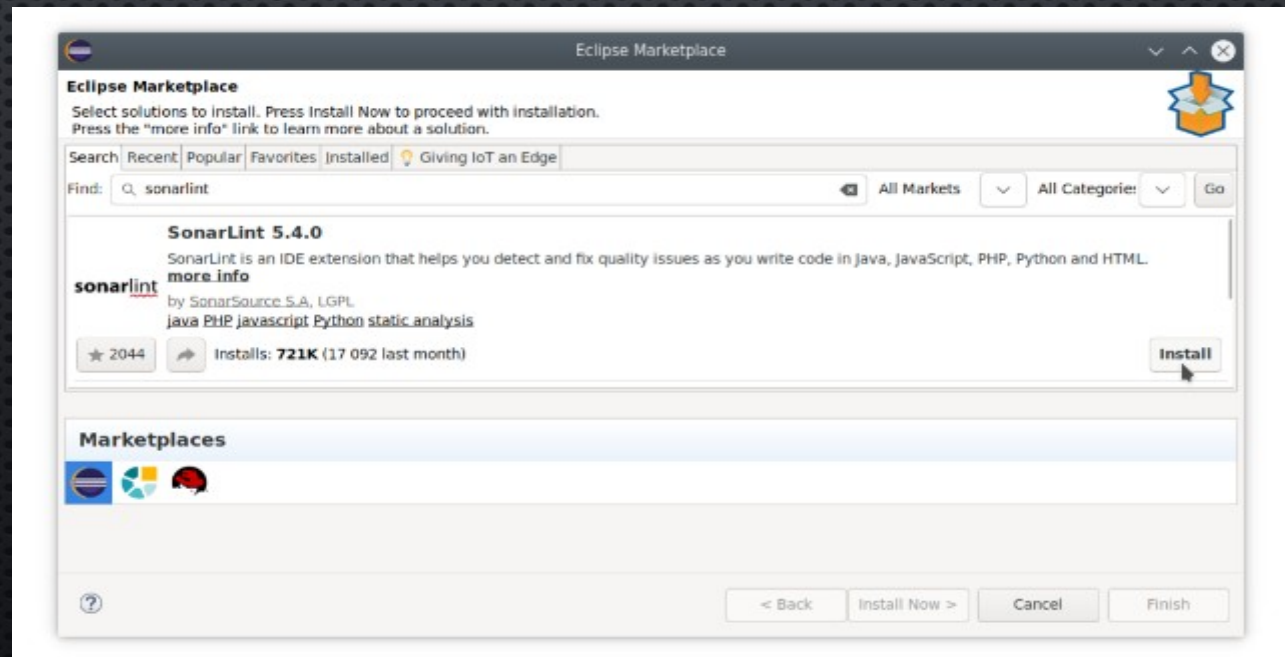 Eclipse Marketplace
Eclipse Marketplace
Select solutions to install. Press Install Now to proceed with installation.
Press the "more info" link to learn more about a solution.
Search Recent Popular Favorites Installed Giving IoT an Edge
Find: sonarlint All Markets All Categories Go
SonarLint 5.4.0
SonarLint is an IDE extension that helps you detect and fix quality issues as you write code in Java, JavaScript, PHP, Python and HTML.
more info
sonarlint
by SonarSource S.A, LGPL
java PHP javascript Python static analysis
2044 Installs: 721K (17 092 last month) Install
Marketplaces
? < Back Install Now > Cancel Finish